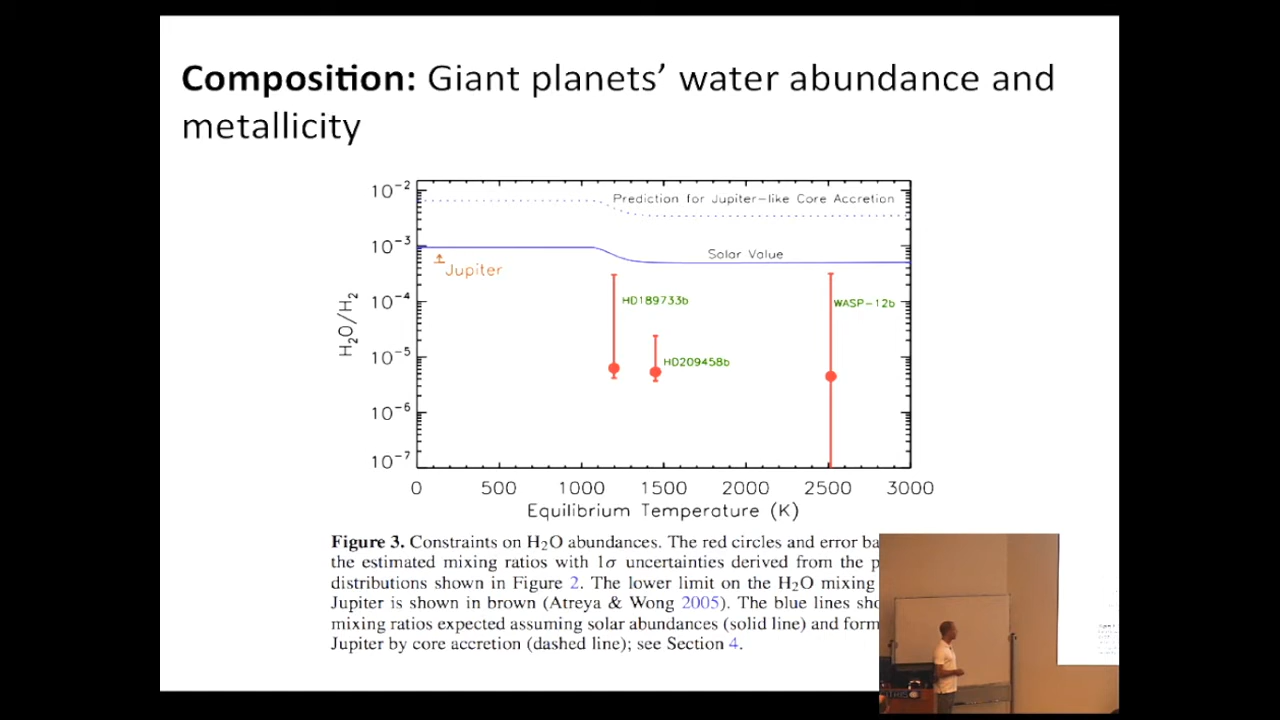 Composition: Giant planets’ water abundance and
metallicity
10⁻²
Prediction for Jupiter-like Core Accretion
10⁻³
Solar Value
Jupiter
10⁻⁴
HD189733b
WASP-12b
H₂O/H₂
10⁻⁵
HD209458b
10⁻⁶
10⁻⁷
0 500 1000 1500 2000 2500 3000
Equilibrium Temperature (K)
Figure 3. Constraints on H₂O abundances. The red circles and error ba
the estimated mixing ratios with 1σ uncertainties derived from the p
distributions shown in Figure 2. The lower limit on the H₂O mixing
Jupiter is shown in brown (Atreya & Wong 2005). The blue lines sho
mixing ratios expected assuming solar abundances (solid line) and form
Jupiter by core accretion (dashed line); see Section 4.